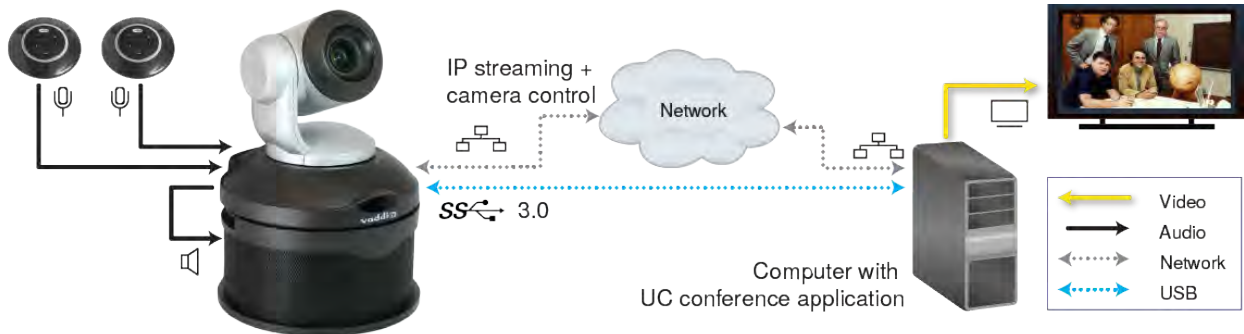 IP streaming +
camera control
Network
vaddio
SS 3.0
Computer with
UC conference application
Video
Audio
Network
USB